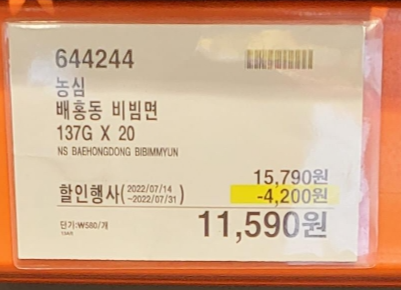 644244
농심
배홍동 비빔면
137G X 20
NS BAEHONGDONG BIBIMMYUN
15,790원
할인행사 (2022/07/14 ~2022/07/31) -4,200원
11,590원
단가:₩580/개